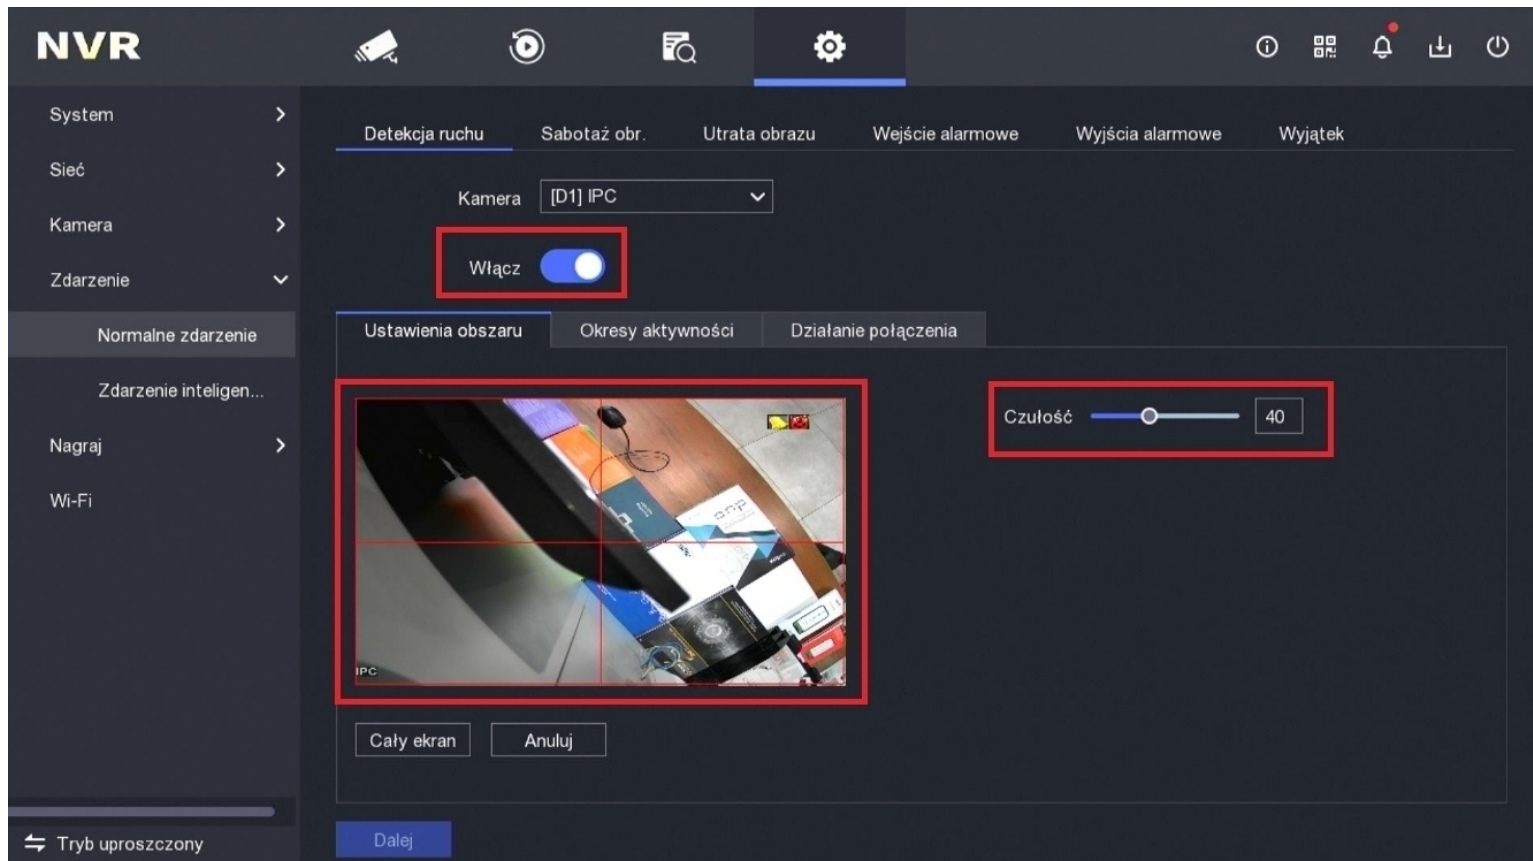 NVR
System
Sieć
Kamera
Zdarzenie
Normalne zdarzenie
Zdarzenie inteligen...
Nagraj
Wi-Fi
Tryb uproszczony
Detekcja ruchu Sabotaż obr. Utrata obrazu Wejście alarmowe Wyjścia alarmowe Wyjątek
Kamera [D1] IPC
Włącz
Ustawienia obszaru Okresy aktywności Działanie połączenia
Czułość 40
IPC
Cały ekran Anuluj
Dalej